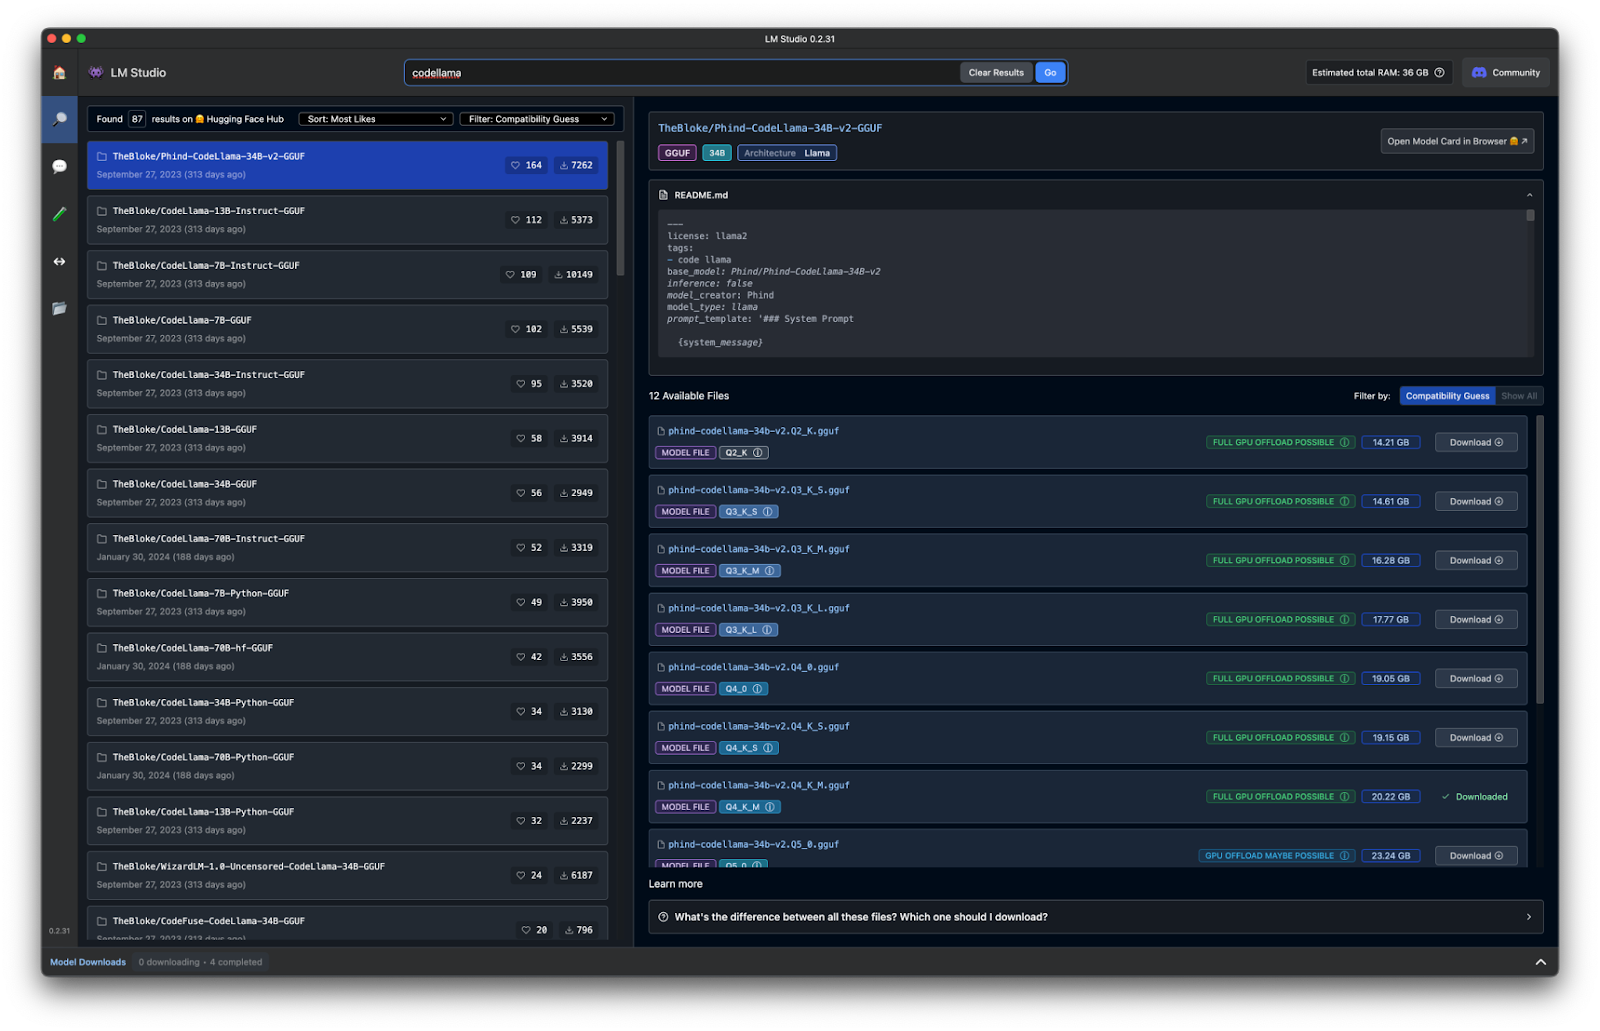 LM Studio 0.2.31
LM Studio
codellama
Clear Results
Go
Estimated total RAM: 36 GB
Community
Found 87 results on 🤗 Hugging Face Hub
Sort: Most Likes
Filter: Compatibility Guess
TheBloke/Phind-CodeLlama-34B-v2-GGUF
164 7262
September 27, 2023 (313 days ago)
TheBloke/CodeLlama-13B-Instruct-GGUF
112 5373
September 27, 2023 (313 days ago)
TheBloke/CodeLlama-7B-Instruct-GGUF
109 10149
September 27, 2023 (313 days ago)
TheBloke/CodeLlama-7B-GGUF
102 5539
September 27, 2023 (313 days ago)
TheBloke/CodeLlama-34B-Instruct-GGUF
95 3520
September 27, 2023 (313 days ago)
TheBloke/CodeLlama-13B-GGUF
58 3914
September 27, 2023 (313 days ago)
TheBloke/CodeLlama-34B-GGUF
56 2949
September 27, 2023 (313 days ago)
TheBloke/CodeLlama-70B-Instruct-GGUF
52 3319
January 30, 2024 (188 days ago)
TheBloke/CodeLlama-7B-Python-GGUF
49 3950
September 27, 2023 (313 days ago)
TheBloke/CodeLlama-70B-hf-GGUF
42 3556
January 30, 2024 (188 days ago)
TheBloke/CodeLlama-34B-Python-GGUF
34 3130
September 27, 2023 (313 days ago)
TheBloke/CodeLlama-70B-Python-GGUF
34 2299
January 30, 2024 (188 days ago)
TheBloke/CodeLlama-13B-Python-GGUF
32 2237
September 27, 2023 (313 days ago)
TheBloke/WizardLM-1.0-Uncensored-CodeLlama-34B-GGUF
24 6187
September 27, 2023 (313 days ago)
TheBloke/CodeFuse-CodeLlama-34B-GGUF
20 796
September 27, 2023 (313 days ago)
0.2.31
TheBloke/Phind-CodeLlama-34B-v2-GGUF
GGUF 34B Architecture Llama
Open Model Card in Browser 🤗 ↗
README.md
---
license: llama2
tags:
- code llama
base_model: Phind/Phind-CodeLlama-34B-v2
inference: false
model_creator: Phind
model_type: llama
prompt_template: '### System Prompt
{system_message}
12 Available Files
Filter by: Compatibility Guess Show All
phind-codellama-34b-v2.Q2_K.gguf
MODEL FILE Q2_K
FULL GPU OFFLOAD POSSIBLE 14.21 GB Download
phind-codellama-34b-v2.Q3_K_S.gguf
MODEL FILE Q3_K_S
FULL GPU OFFLOAD POSSIBLE 14.61 GB Download
phind-codellama-34b-v2.Q3_K_M.gguf
MODEL FILE Q3_K_M
FULL GPU OFFLOAD POSSIBLE 16.28 GB Download
phind-codellama-34b-v2.Q3_K_L.gguf
MODEL FILE Q3_K_L
FULL GPU OFFLOAD POSSIBLE 17.77 GB Download
phind-codellama-34b-v2.Q4_0.gguf
MODEL FILE Q4_0
FULL GPU OFFLOAD POSSIBLE 19.05 GB Download
phind-codellama-34b-v2.Q4_K_S.gguf
MODEL FILE Q4_K_S
FULL GPU OFFLOAD POSSIBLE 19.15 GB Download
phind-codellama-34b-v2.Q4_K_M.gguf
MODEL FILE Q4_K_M
FULL GPU OFFLOAD POSSIBLE 20.22 GB Downloaded
phind-codellama-34b-v2.Q5_0.gguf
MODEL FILE Q5_0
GPU OFFLOAD MAYBE POSSIBLE 23.24 GB Download
Learn more
What's the difference between all these files? Which one should I download?
Model Downloads 0 downloading • 4 completed